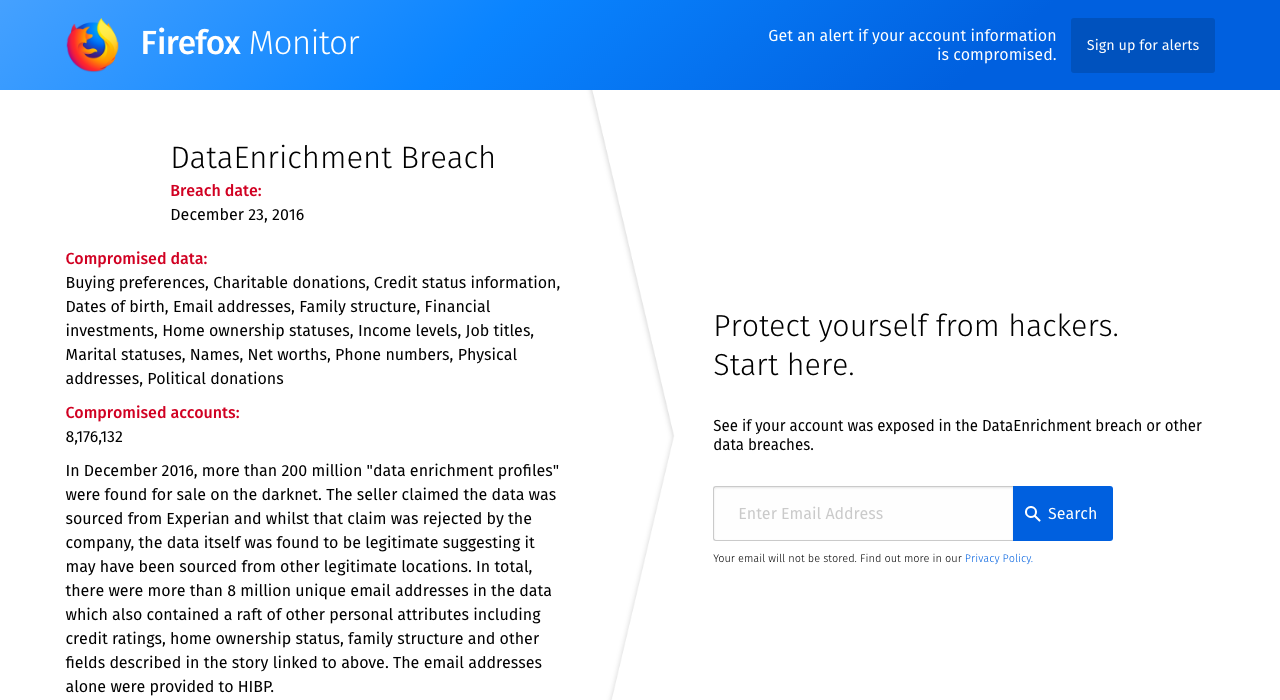 Firefox Monitor
Get an alert if your account information
is compromised.
Sign up for alerts
DataEnrichment Breach
Breach date:
December 23, 2016
Compromised data:
Buying preferences, Charitable donations, Credit status information,
Dates of birth, Email addresses, Family structure, Financial
investments, Home ownership statuses, Income levels, Job titles,
Marital statuses, Names, Net worths, Phone numbers, Physical
addresses, Political donations
Compromised accounts:
8,176,132
In December 2016, more than 200 million "data enrichment profiles"
were found for sale on the darknet. The seller claimed the data was
sourced from Experian and whilst that claim was rejected by the
company, the data itself was found to be legitimate suggesting it
may have been sourced from other legitimate locations. In total,
there were more than 8 million unique email addresses in the data
which also contained a raft of other personal attributes including
credit ratings, home ownership status, family structure and other
fields described in the story linked to above. The email addresses
alone were provided to HIBP.
Protect yourself from hackers.
Start here.
See if your account was exposed in the DataEnrichment breach or other
data breaches.
Enter Email Address
Search
Your email will not be stored. Find out more in our Privacy Policy.